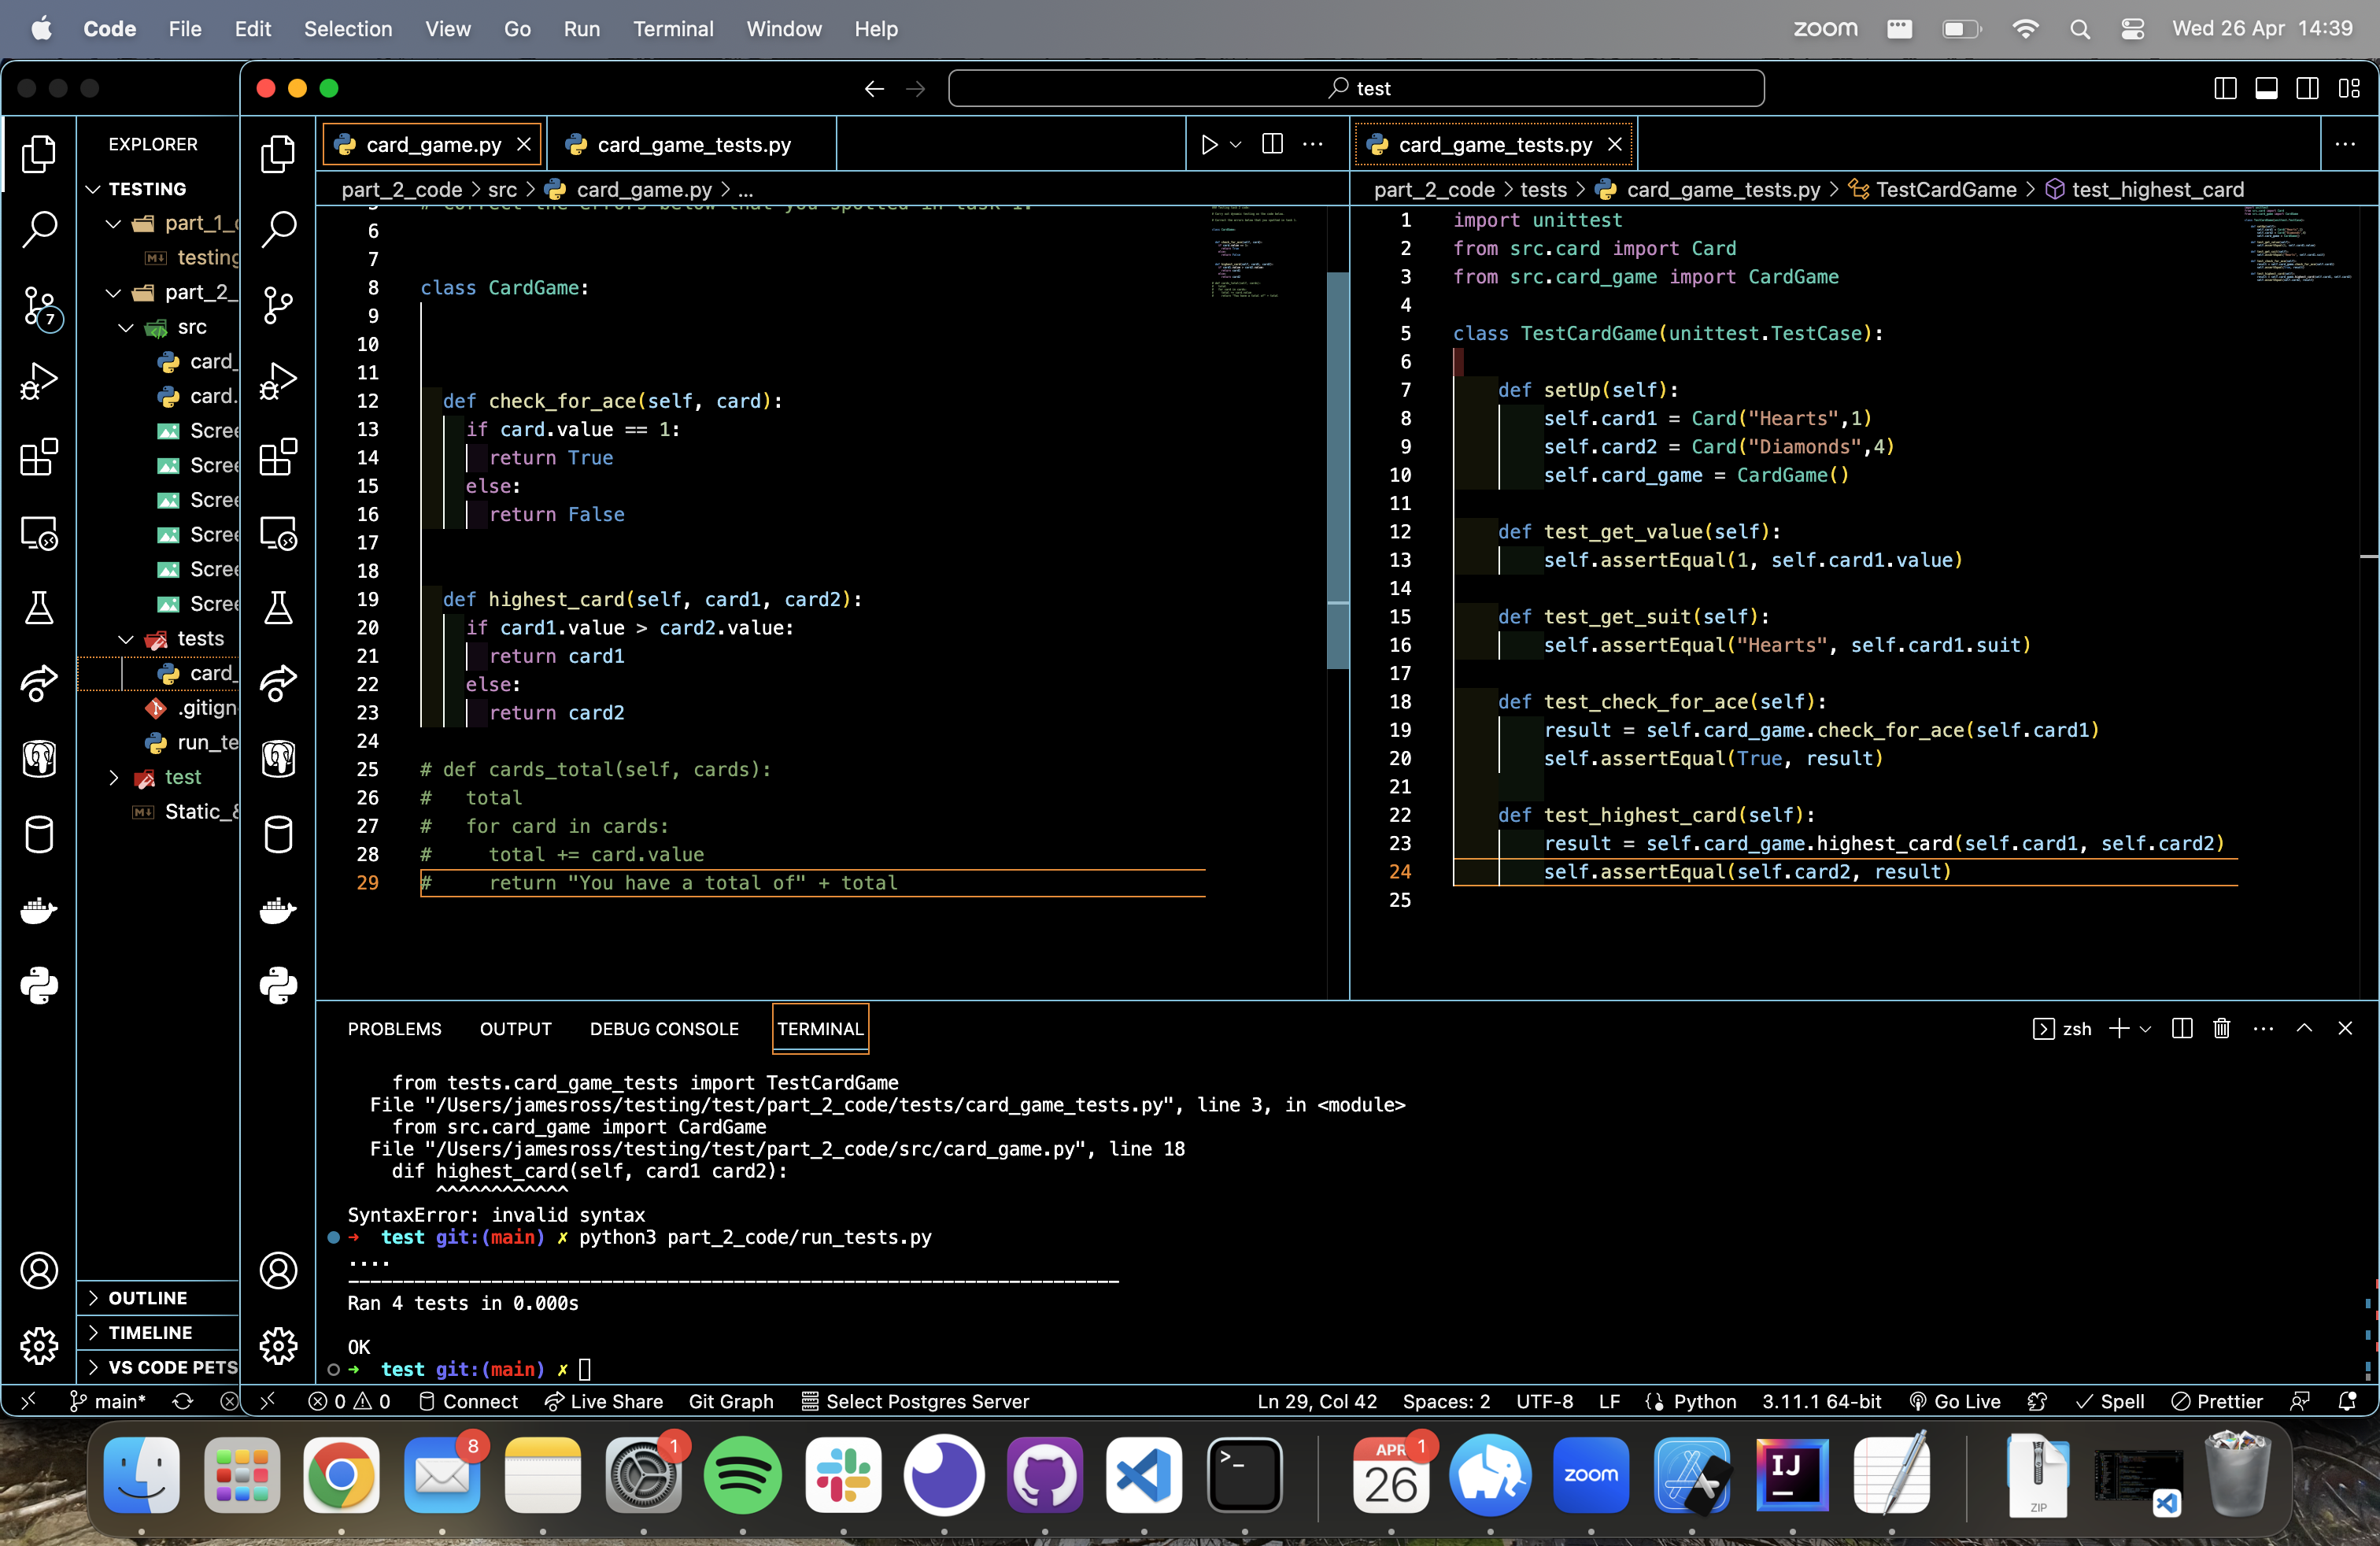 Code File Edit Selection View Go Run Terminal Window Help
zoom Wed 26 Apr 14:39
test
EXPLORER
TESTING
part_1_
testing
part_2_
src
card_
card.
Scree
Scree
Scree
Scree
Scree
Scree
tests
card_
.gitign
run_te
test
Static_
OUTLINE
TIMELINE
VS CODE PETS
7
main*
card_game.py
card_game_tests.py
part_2_code > src > card_game.py > ...
# Correct the errors below that you spotted in task 1.
6
7
8 class CardGame:
9
10
11
12 def check_for_ace(self, card):
13 if card.value == 1:
14 return True
15 else:
16 return False
17
18
19 def highest_card(self, card1, card2):
20 if card1.value > card2.value:
21 return card1
22 else:
23 return card2
24
25 # def cards_total(self, cards):
26 # total
27 # for card in cards:
28 # total += card.value
29 # return "You have a total of" + total
card_game_tests.py
part_2_code > tests > card_game_tests.py > TestCardGame > test_highest_card
1 import unittest
2 from src.card import Card
3 from src.card_game import CardGame
4
5 class TestCardGame(unittest.TestCase):
6
7 def setUp(self):
8 self.card1 = Card("Hearts",1)
9 self.card2 = Card("Diamonds",4)
10 self.card_game = CardGame()
11
12 def test_get_value(self):
13 self.assertEqual(1, self.card1.value)
14
15 def test_get_suit(self):
16 self.assertEqual("Hearts", self.card1.suit)
17
18 def test_check_for_ace(self):
19 result = self.card_game.check_for_ace(self.card1)
20 self.assertEqual(True, result)
21
22 def test_highest_card(self):
23 result = self.card_game.highest_card(self.card1, self.card2)
24 self.assertEqual(self.card2, result)
25
PROBLEMS OUTPUT DEBUG CONSOLE TERMINAL
zsh
from tests.card_game_tests import TestCardGame
File "/Users/jamesross/testing/test/part_2_code/tests/card_game_tests.py", line 3, in <module>
from src.card_game import CardGame
File "/Users/jamesross/testing/test/part_2_code/src/card_game.py", line 18
dif highest_card(self, card1 card2):
^^^^^^^^^^^^
SyntaxError: invalid syntax
➜ test git:(main) ✗ python3 part_2_code/run_tests.py
....
----------------------------------------------------------------------
Ran 4 tests in 0.000s
OK
➜ test git:(main) ✗
0 0 Connect Live Share Git Graph Select Postgres Server
Ln 29, Col 42 Spaces: 2 UTF-8 LF Python 3.11.1 64-bit Go Live Spell Prettier
8
1
>_
APR 1
26
zoom
IJ
ZIP